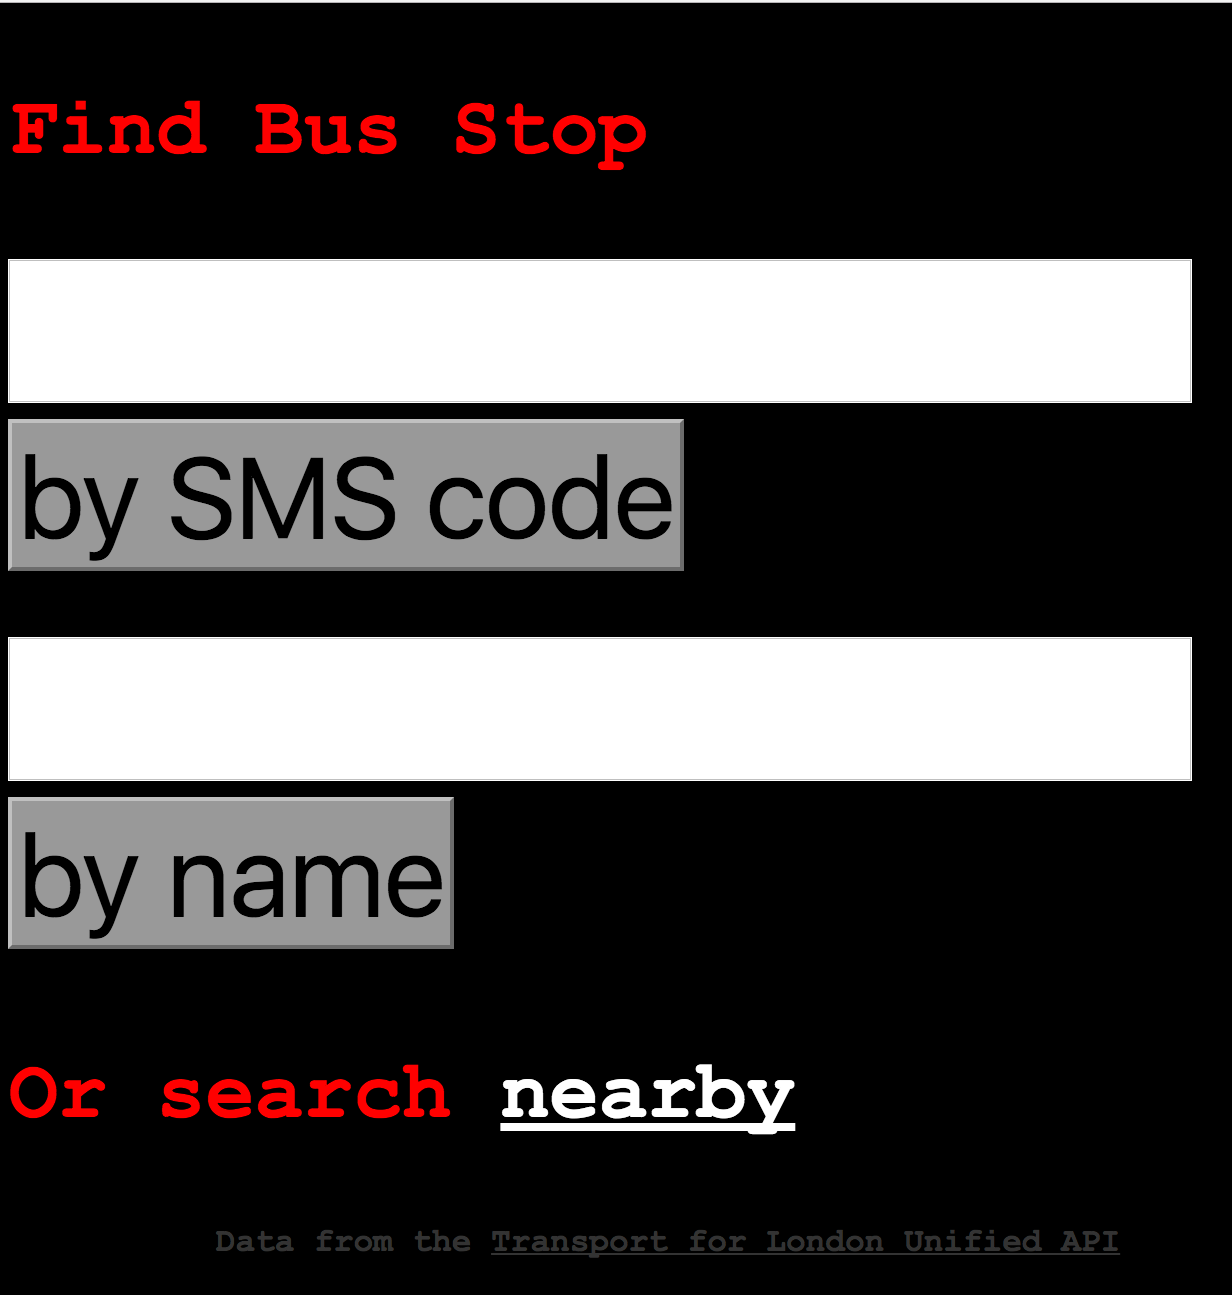 Find Bus Stop
by SMS code
by name
Or search nearby
Data from the Transport for London Unified API